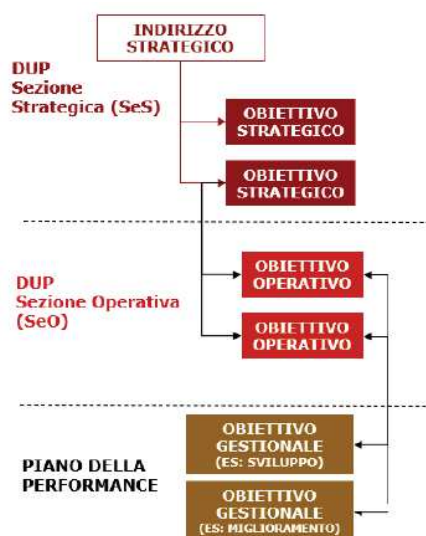 INDIRIZZO
STRATEGICO
DUP
Sezione
Strategica (SeS)
OBIETTIVO
STRATEGICO
OBIETTIVO
STRATEGICO
DUP
Sezione Operativa
(SeO)
OBIETTIVO
OPERATIVO
OBIETTIVO
OPERATIVO
PIANO DELLA
PERFORMANCE
OBIETTIVO
GESTIONALE
(ES: SVILUPPO)
OBIETTIVO
GESTIONALE
(ES: MIGLIORAMENTO)